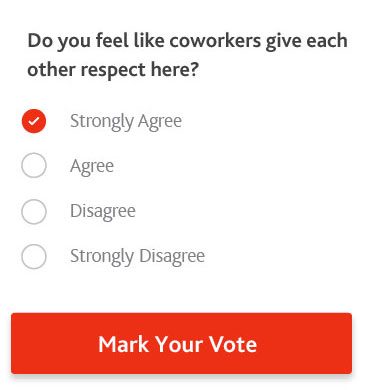 Do you feel like coworkers give each
other respect here?
Strongly Agree
Agree
Disagree
Strongly Disagree
Mark Your Vote